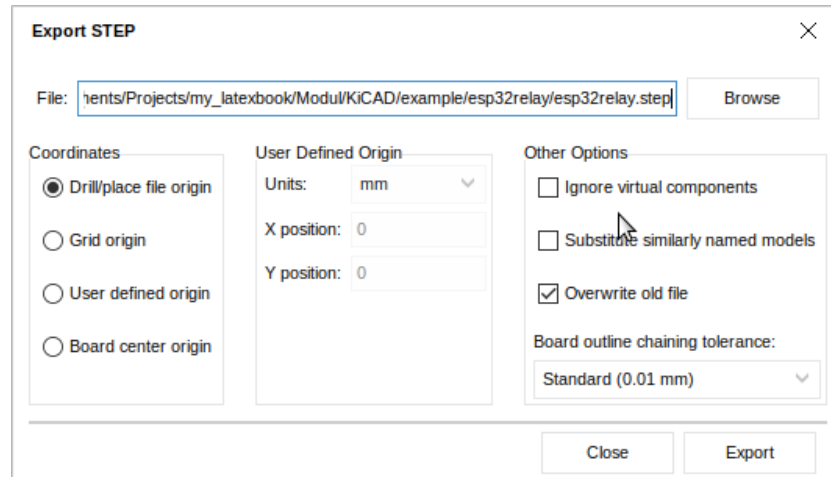 Export STEP
File: hents/Projects/my_latexbook/Modul/KiCAD/example/esp32relay/esp32relay.step Browse
Coordinates User Defined Origin Other Options
Drill/place file origin Units: mm Ignore virtual components
Grid origin X position: 0 Substitute similarly named models
User defined origin Y position: 0 Overwrite old file
Board center origin Board outline chaining tolerance:
Standard (0.01 mm)
Close Export